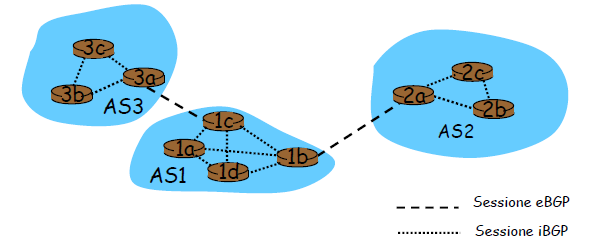 3c
3a
3b
AS3
2c
2a
2b
AS2
1c
1a
1b
1d
AS1
Sessione eBGP
Sessione iBGP